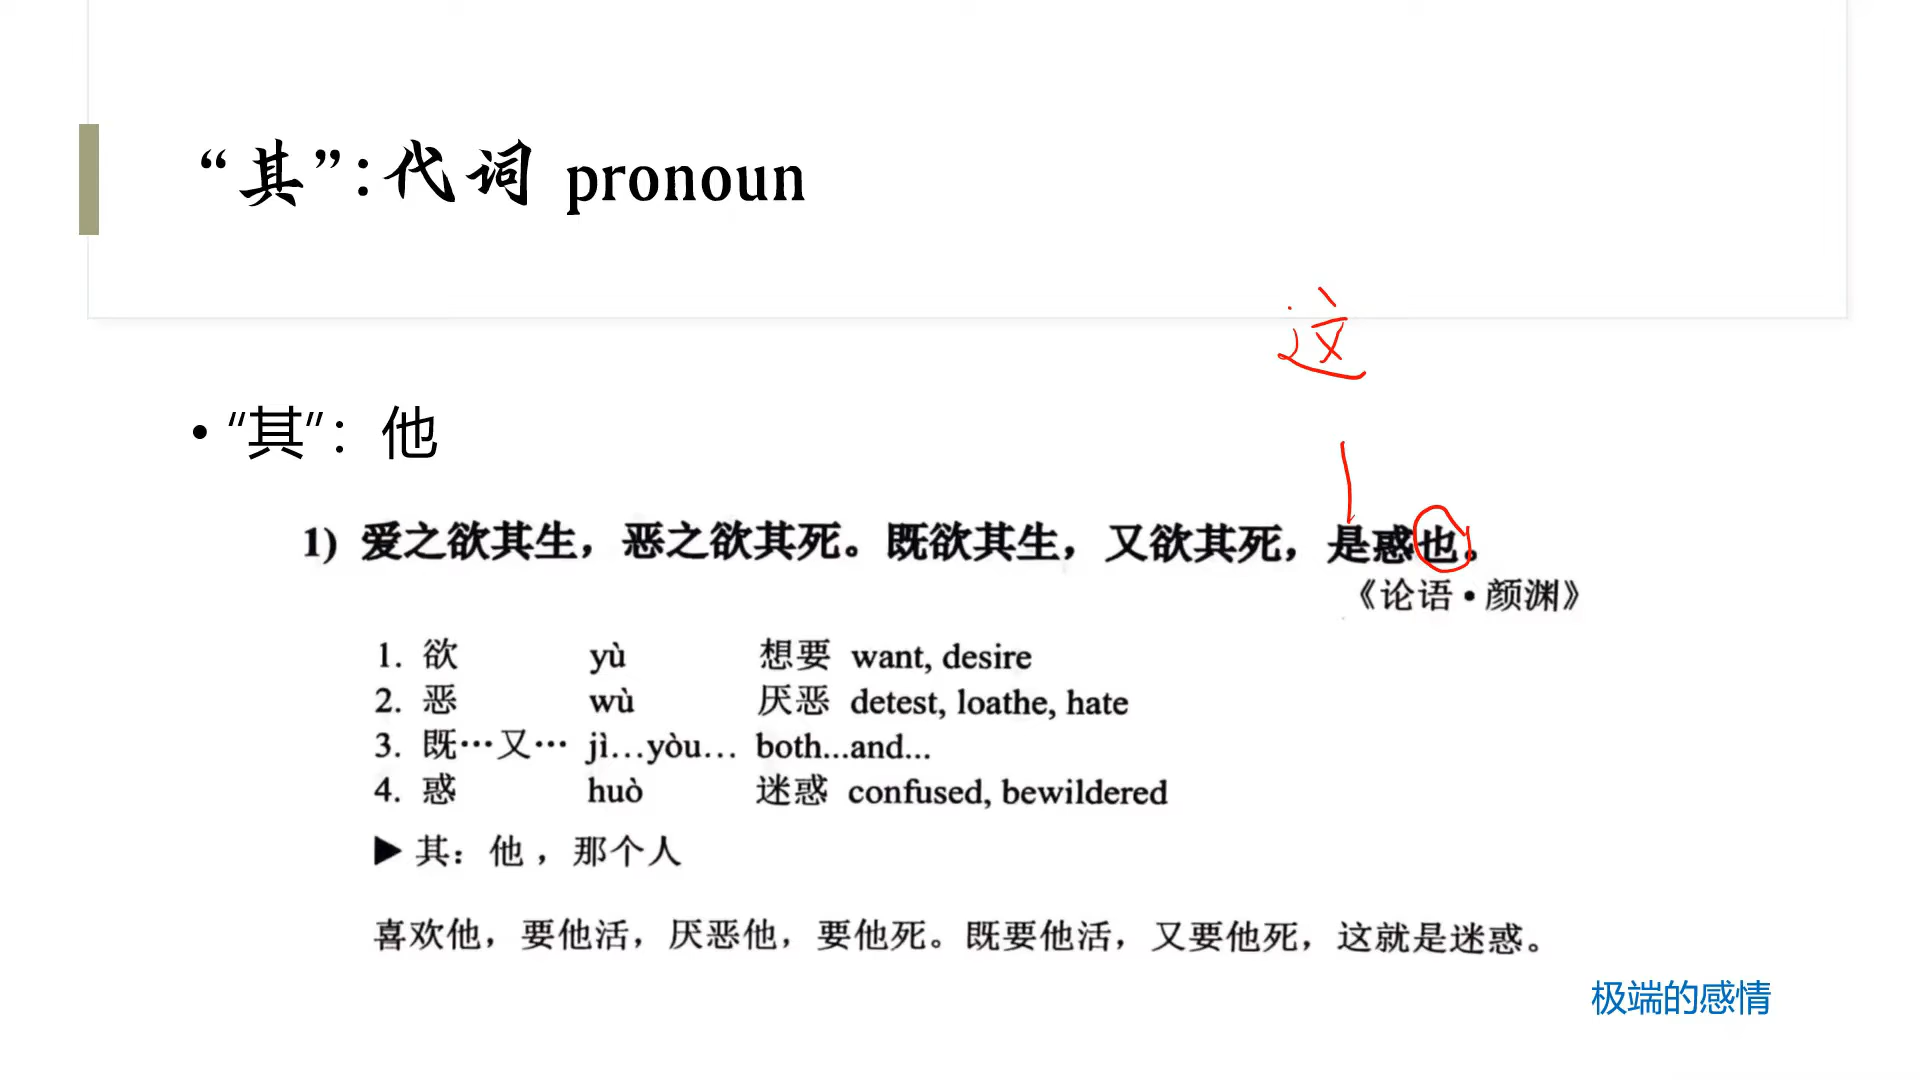 “其”:代词 pronoun
这
• “其”：他
1) 爱之欲其生，恶之欲其死。既欲其生，又欲其死，是惑也。
《论语•颜渊》
1. 欲 yù 想要 want, desire
2. 恶 wù 厌恶 detest, loathe, hate
3. 既…又… jì…yòu… both...and...
4. 惑 huò 迷惑 confused, bewildered
▶ 其：他，那个人
喜欢他，要他活，厌恶他，要他死。既要他活，又要他死，这就是迷惑。
极端的感情